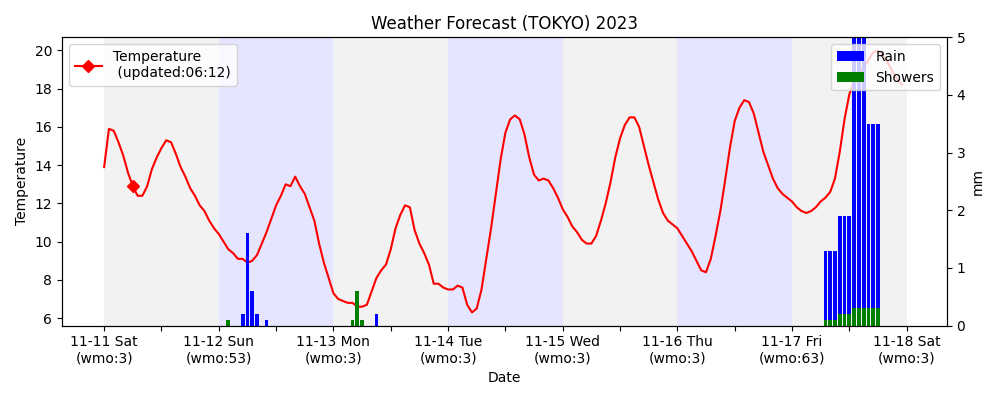 Weather Forecast (TOKYO) 2023
Temperature
(updated:06:12)
Rain
Showers
Temperature
20
18
16
14
12
10
8
6
5
4
3
2
1
0
mm
11-11 Sat
(wmo:3)
11-12 Sun
(wmo:53)
11-13 Mon
(wmo:3)
11-14 Tue
(wmo:3)
11-15 Wed
(wmo:3)
11-16 Thu
(wmo:3)
11-17 Fri
(wmo:63)
11-18 Sat
(wmo:3)
Date